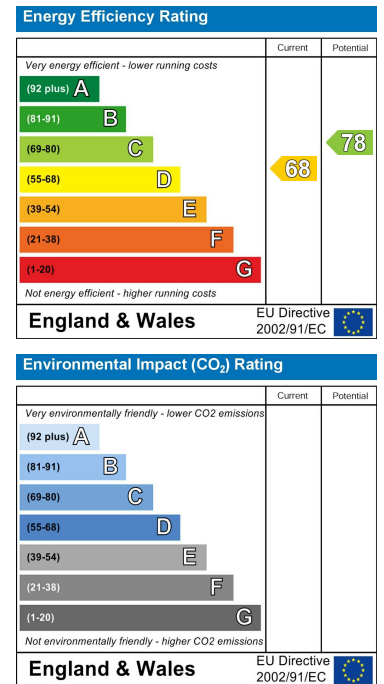 Energy Efficiency Rating
Current Potential
Very energy efficient - lower running costs
(92 plus) A
(81-91) B
(69-80) C
(55-68) D
(39-54) E
(21-38) F
(1-20) G
68
78
Not energy efficient - higher running costs
England & Wales
EU Directive
2002/91/EC
Environmental Impact (CO₂) Rating
Current Potential
Very environmentally friendly - lower CO2 emissions
(92 plus) A
(81-91) B
(69-80) C
(55-68) D
(39-54) E
(21-38) F
(1-20) G
Not environmentally friendly - higher CO2 emissions
England & Wales
EU Directive
2002/91/EC